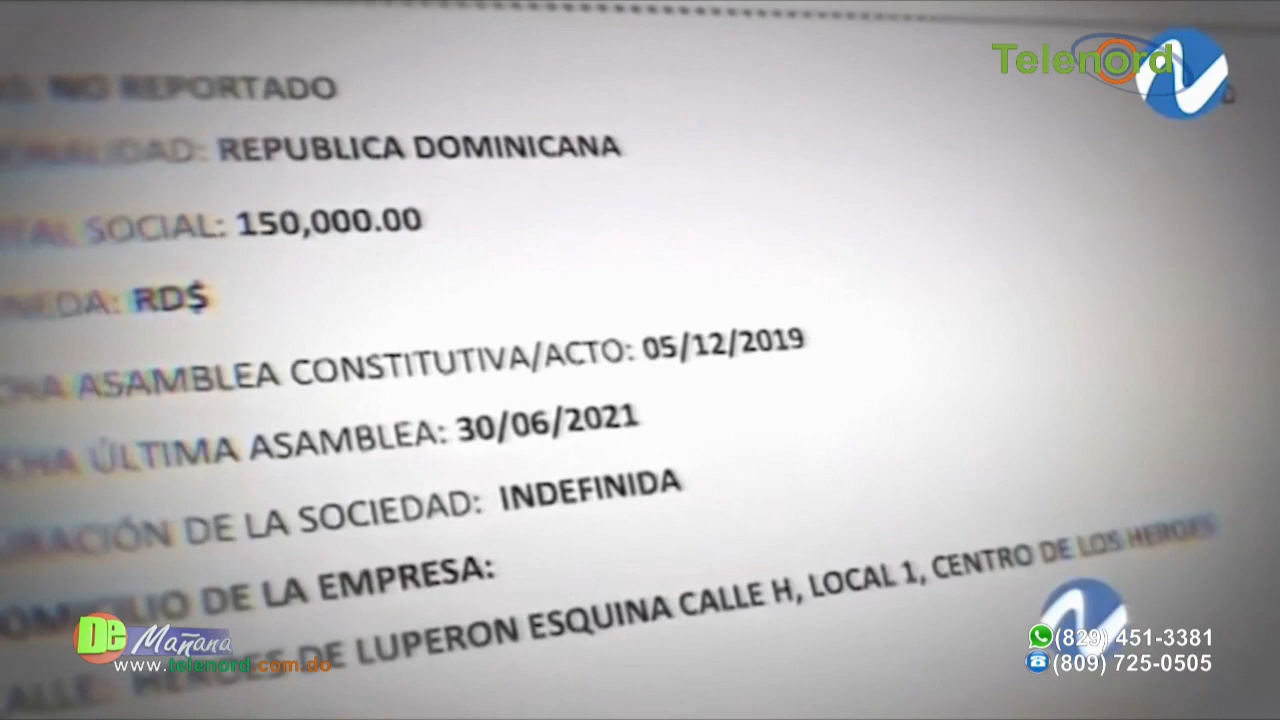 Telenord
NO REPORTADO
REPUBLICA DOMINICANA
SOCIAL: 150,000.00
RD$
ASAMBLEA CONSTITUTIVA/ACTO: 05/12/2019
ÚLTIMA ASAMBLEA: 30/06/2021
DE LA SOCIEDAD: INDEFINIDA
DE LA EMPRESA:
HEROES DE LUPERON ESQUINA CALLE H, LOCAL 1, CENTRO DE LOS HEROES
De Mañana
www.telenord.com.do
(829) 451-3381
(809) 725-0505